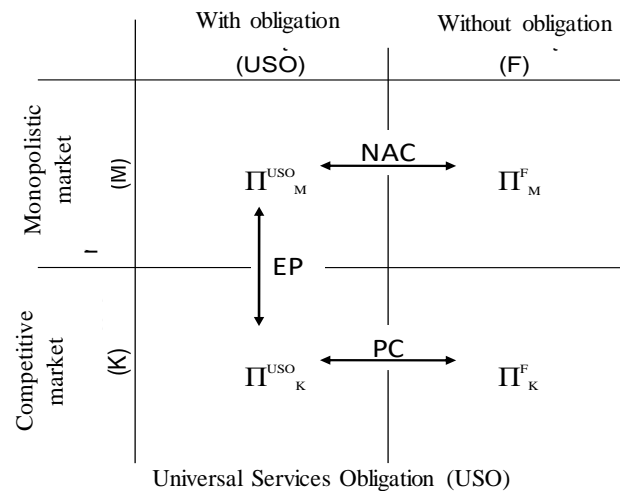 With obligation Without obligation
(USO) (F)
Monopolistic
market
(M)
Π^USO_M NAC Π^F_M
EP
Competitive
market
(K)
Π^USO_K PC Π^F_K
Universal Services Obligation (USO)